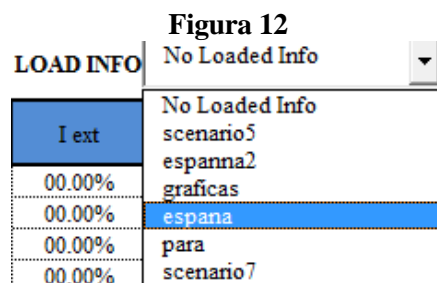 Figura 12
LOAD INFO No Loaded Info
No Loaded Info
I ext scenario5
espanna2
00.00% graficas
00.00% espana
00.00% para
00.00% scenario7